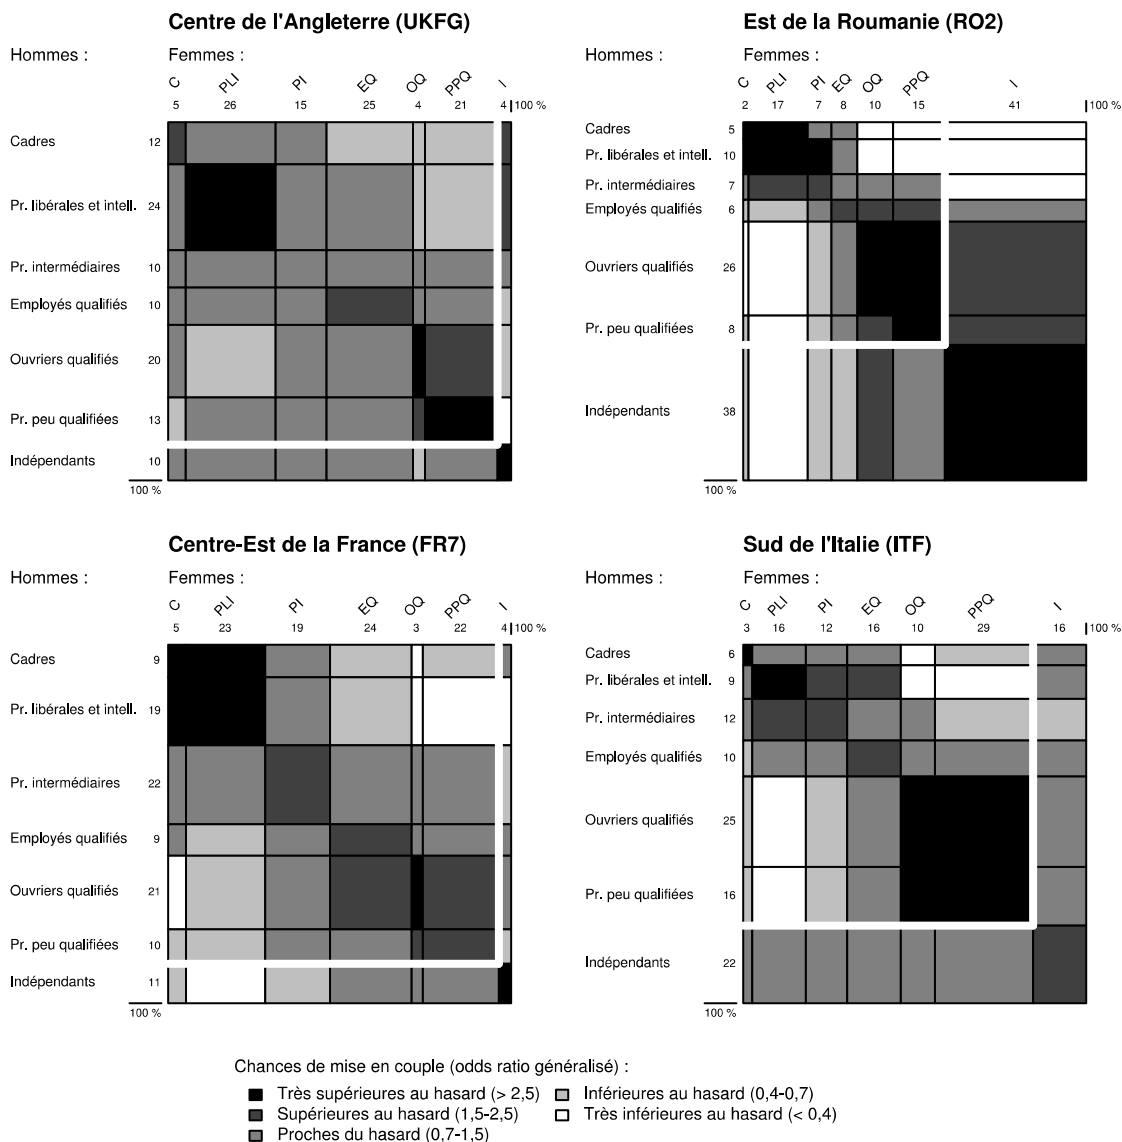 Centre de l'Angleterre (UKFG)
Hommes :
Femmes :
C PLI PI EQ OQ PPQ I
5 26 15 25 4 21 4 100 %
Cadres 12
Pr. libérales et intell. 24
Pr. intermédiaires 10
Employés qualifiés 10
Ouvriers qualifiés 20
Pr. peu qualifiées 13
Indépendants 10
100 %
Est de la Roumanie (RO2)
Hommes :
Femmes :
C PLI PI EQ OQ PPQ I
2 17 7 8 10 15 41 100 %
Cadres 5
Pr. libérales et intell. 10
Pr. intermédiaires 7
Employés qualifiés 6
Ouvriers qualifiés 26
Pr. peu qualifiées 8
Indépendants 38
100 %
Centre-Est de la France (FR7)
Hommes :
Femmes :
C PLI PI EQ OQ PPQ I
5 23 19 24 3 22 4 100 %
Cadres 9
Pr. libérales et intell. 19
Pr. intermédiaires 22
Employés qualifiés 9
Ouvriers qualifiés 21
Pr. peu qualifiées 10
Indépendants 11
100 %
Sud de l'Italie (ITF)
Hommes :
Femmes :
C PLI PI EQ OQ PPQ I
3 16 12 16 10 29 16 100 %
Cadres 6
Pr. libérales et intell. 9
Pr. intermédiaires 12
Employés qualifiés 10
Ouvriers qualifiés 25
Pr. peu qualifiées 16
Indépendants 22
100 %
Chances de mise en couple (odds ratio généralisé) :
Très supérieures au hasard (> 2,5)
Supérieures au hasard (1,5-2,5)
Proches du hasard (0,7-1,5)
Inférieures au hasard (0,4-0,7)
Très inférieures au hasard (< 0,4)